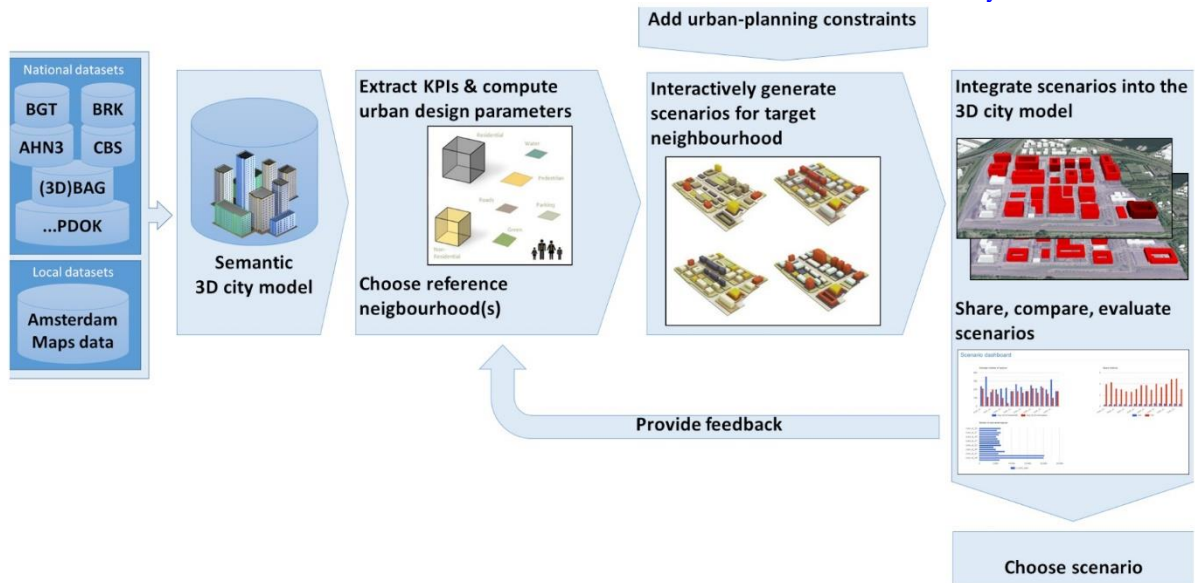 Add urban-planning constraints
National datasets
BGT
BRK
AHN3
CBS
(3D)BAG
...PDOK
Local datasets
Amsterdam
Maps data
Semantic
3D city model
Extract KPIs & compute
urban design parameters
Residential
Water
Pedestrian
Roads
Parking
Green
Non-
Residential
Choose reference
neigbourhood(s)
Interactively generate
scenarios for target
neighbourhood
Integrate scenarios into the
3D city model
Share, compare, evaluate
scenarios
Scenario dashboard
Provide feedback
Choose scenario